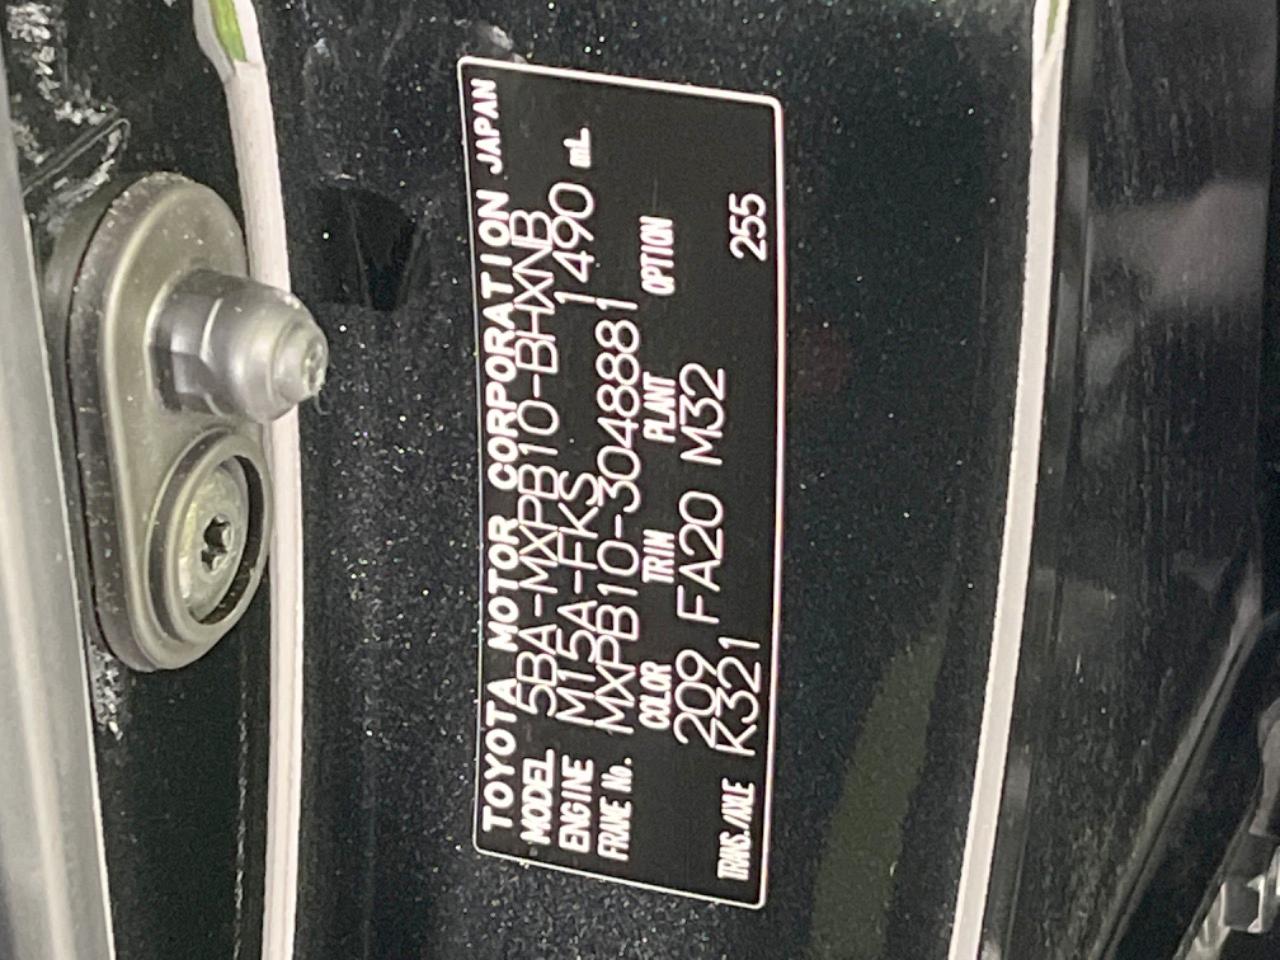 TOYOTA MOTOR CORPORATION JAPAN
MODEL 5BA-MXPB10-BHXNB
ENGINE M15A-FKS 1490 mL
FRAME No. MXPB10-3048881
COLOR TRIM PLANT OPTION
209 FA20 M32
TRANS./AXLE K321 255